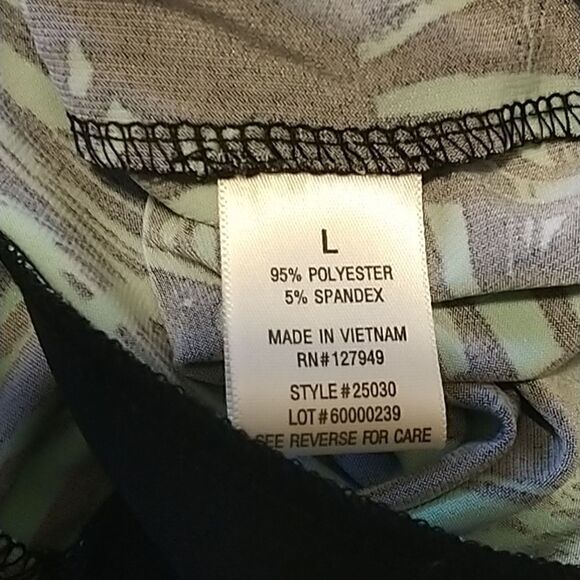 L
95% POLYESTER
5% SPANDEX
MADE IN VIETNAM
RN#127949
STYLE#25030
LOT#60000239
SEE REVERSE FOR CARE